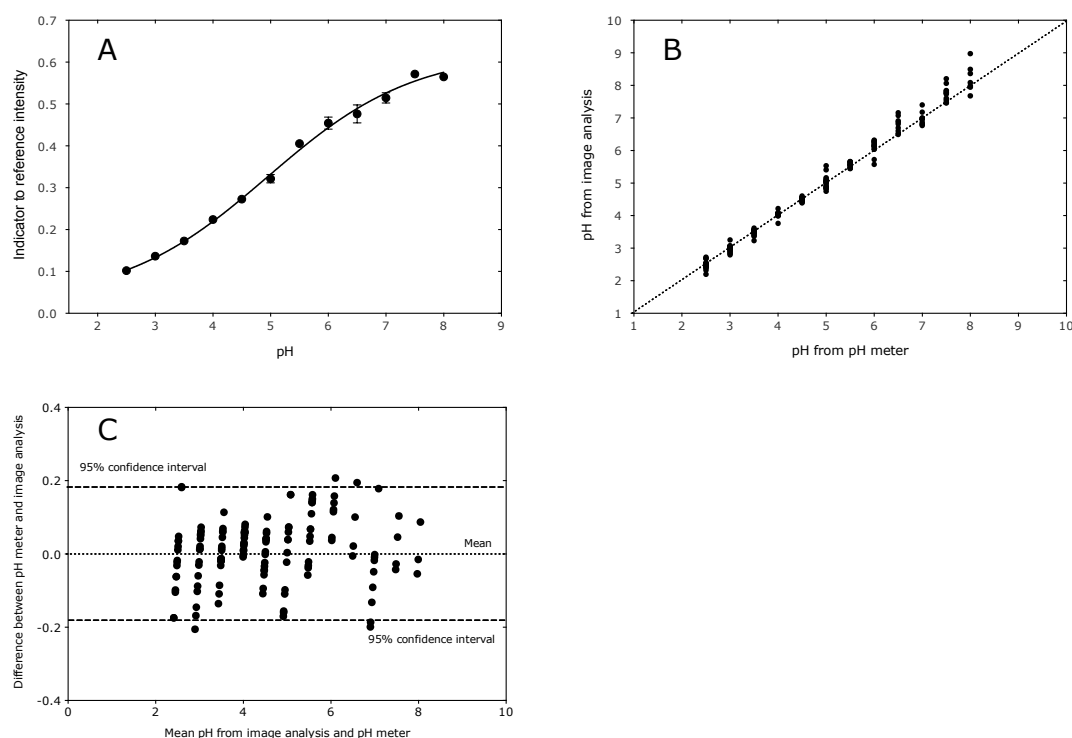 A
0.7
0.6
0.5
0.4
0.3
0.2
0.1
0.0
Indicator to reference intensity
2 3 4 5 6 7 8 9
pH
B
10
9
8
7
6
5
4
3
2
1
pH from image analysis
1 2 3 4 5 6 7 8 9 10
pH from pH meter
C
0.4
0.2
0.0
-0.2
-0.4
Difference between pH meter and image analysis
95% confidence interval
Mean
95% confidence interval
0 2 4 6 8 10
Mean pH from image analysis and pH meter